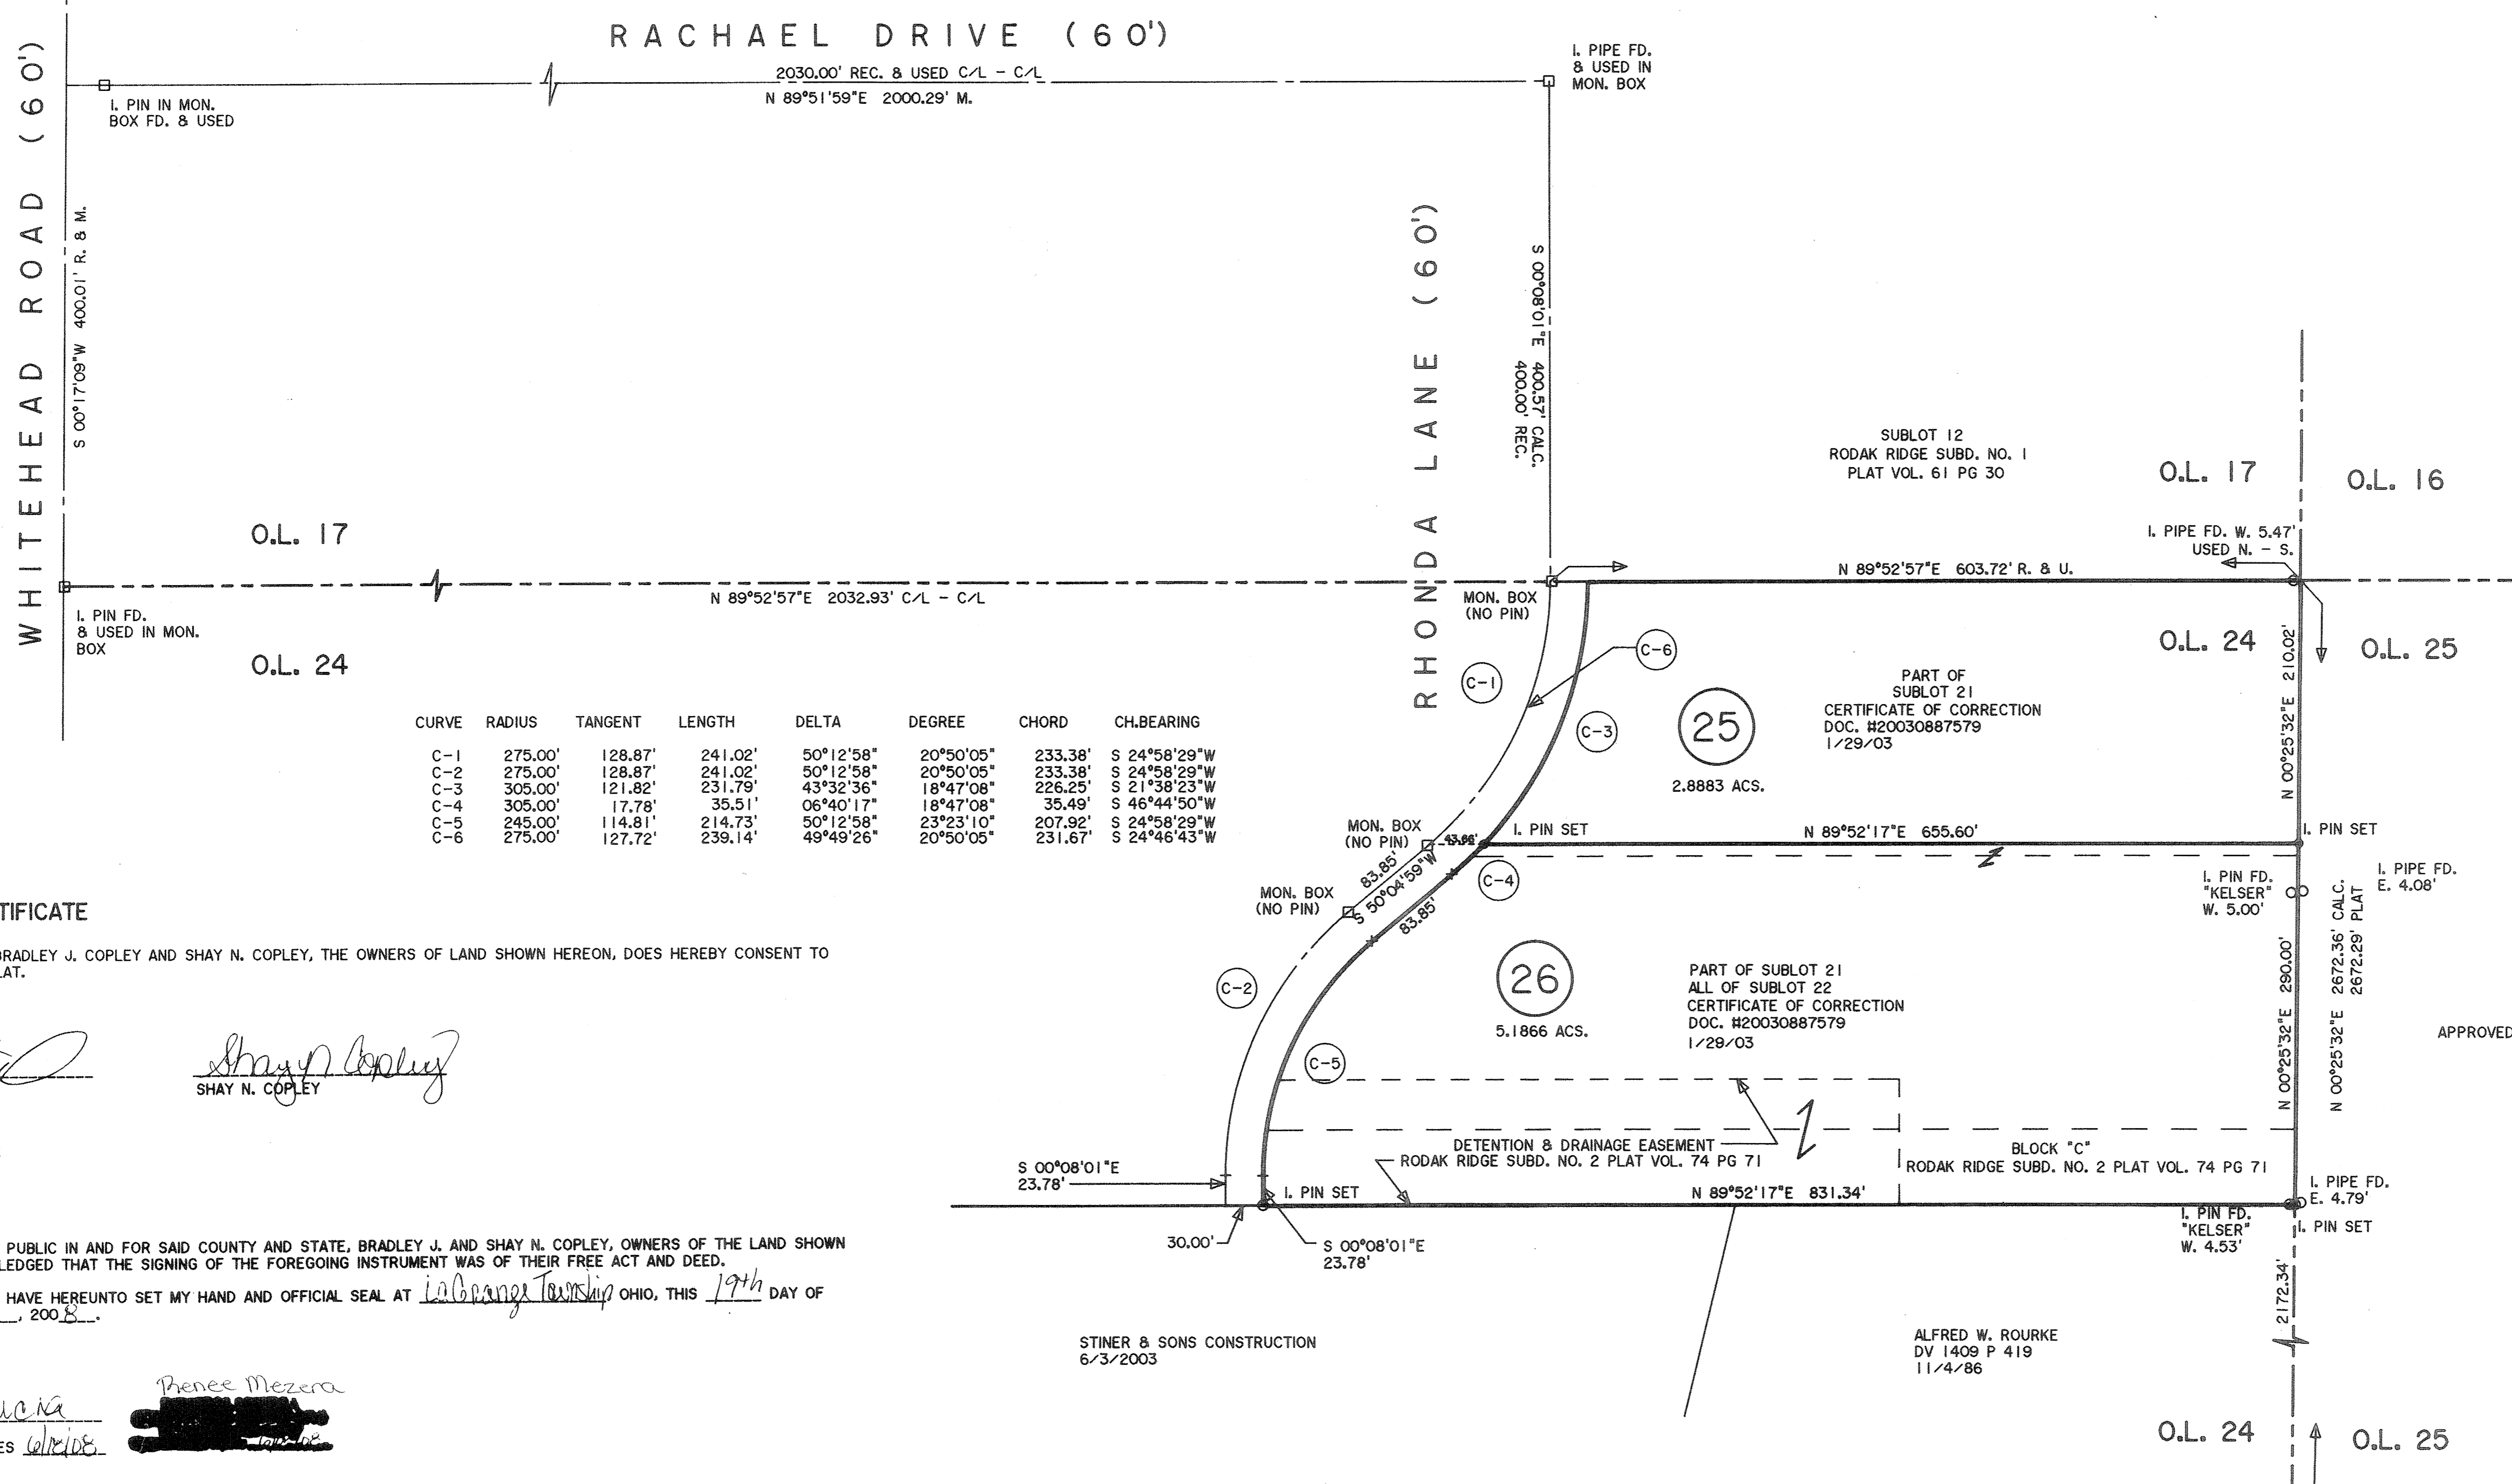 RACHAEL DRIVE (60')
2030.00' REC. & USED C/L - C/L
N 89°51'59"E 2000.29' M.
I. PIN IN MON.
BOX FD. & USED
I. PIPE FD.
& USED IN
MON. BOX
WHITEHEAD ROAD (60')
S 00°17'09"W 400.01' R. & M.
RHONDA LANE (60')
S 00°08'01"E 400.57' CALC.
400.00' REC.
SUBLOT 12
RODAK RIDGE SUBD. NO. 1
PLAT VOL. 61 PG 30
O.L. 17
O.L. 16
O.L. 17
I. PIPE FD. W. 5.47'
USED N. - S.
N 89°52'57"E 603.72' R. & U.
N 89°52'57"E 2032.93' C/L - C/L
MON. BOX
(NO PIN)
I. PIN FD.
& USED IN MON.
BOX
O.L. 24
O.L. 24
O.L. 25
C-6
C-1
C-3
25
2.8883 ACS.
PART OF
SUBLOT 21
CERTIFICATE OF CORRECTION
DOC. #20030887579
1/29/03
N 00°25'32"E 210.02'
CURVE RADIUS TANGENT LENGTH DELTA DEGREE CHORD CH.BEARING
C-1 275.00' 128.87' 241.02' 50°12'58" 20°50'05" 233.38' S 24°58'29"W
C-2 275.00' 128.87' 241.02' 50°12'58" 20°50'05" 233.38' S 24°58'29"W
C-3 305.00' 121.82' 231.79' 43°32'36" 18°47'08" 226.25' S 21°38'23"W
C-4 305.00' 17.78' 35.51' 06°40'17" 18°47'08" 35.49' S 46°44'50"W
C-5 245.00' 114.81' 214.73' 50°12'58" 23°23'10" 207.92' S 24°58'29"W
C-6 275.00' 127.72' 239.14' 49°49'26" 20°50'05" 231.67' S 24°46'43"W
MON. BOX
(NO PIN)
43.66'
I. PIN SET
N 89°52'17"E 655.60'
I. PIN SET
83.85'
S 50°04'59"W
83.85'
C-4
MON. BOX
(NO PIN)
I. PIN FD.
"KELSER"
W. 5.00'
I. PIPE FD.
E. 4.08'
N 00°25'32"E 2672.36' CALC.
2672.29' PLAT
N 00°25'32"E 290.00'
TIFICATE
BRADLEY J. COPLEY AND SHAY N. COPLEY, THE OWNERS OF LAND SHOWN HEREON, DOES HEREBY CONSENT TO
LAT.
Shay N Copley
SHAY N. COPLEY
C-2
26
5.1866 ACS.
PART OF SUBLOT 21
ALL OF SUBLOT 22
CERTIFICATE OF CORRECTION
DOC. #20030887579
1/29/03
APPROVED
C-5
DETENTION & DRAINAGE EASEMENT
RODAK RIDGE SUBD. NO. 2 PLAT VOL. 74 PG 71
BLOCK "C"
RODAK RIDGE SUBD. NO. 2 PLAT VOL. 74 PG 71
S 00°08'01"E
23.78'
I. PIN SET
N 89°52'17"E 831.34'
I. PIPE FD.
E. 4.79'
I. PIN FD.
"KELSER"
W. 4.53'
I. PIN SET
30.00'
S 00°08'01"E
23.78'
2172.34'
PUBLIC IN AND FOR SAID COUNTY AND STATE, BRADLEY J. AND SHAY N. COPLEY, OWNERS OF THE LAND SHOWN
LEDGED THAT THE SIGNING OF THE FOREGOING INSTRUMENT WAS OF THEIR FREE ACT AND DEED.
HAVE HEREUNTO SET MY HAND AND OFFICIAL SEAL AT LaGrange Township OHIO, THIS 19th DAY OF
, 2008.
STINER & SONS CONSTRUCTION
6/3/2003
ALFRED W. ROURKE
DV 1409 P 419
11/4/86
Renee Mezera
ES 6/18/08
O.L. 24
O.L. 25